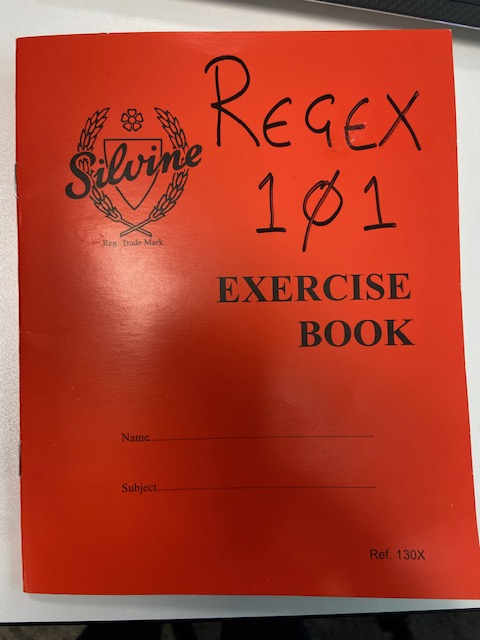 REGEX
1Ø1
Silvine
Reg. Trade Mark
EXERCISE
BOOK
Name
Subject
Ref. 130X